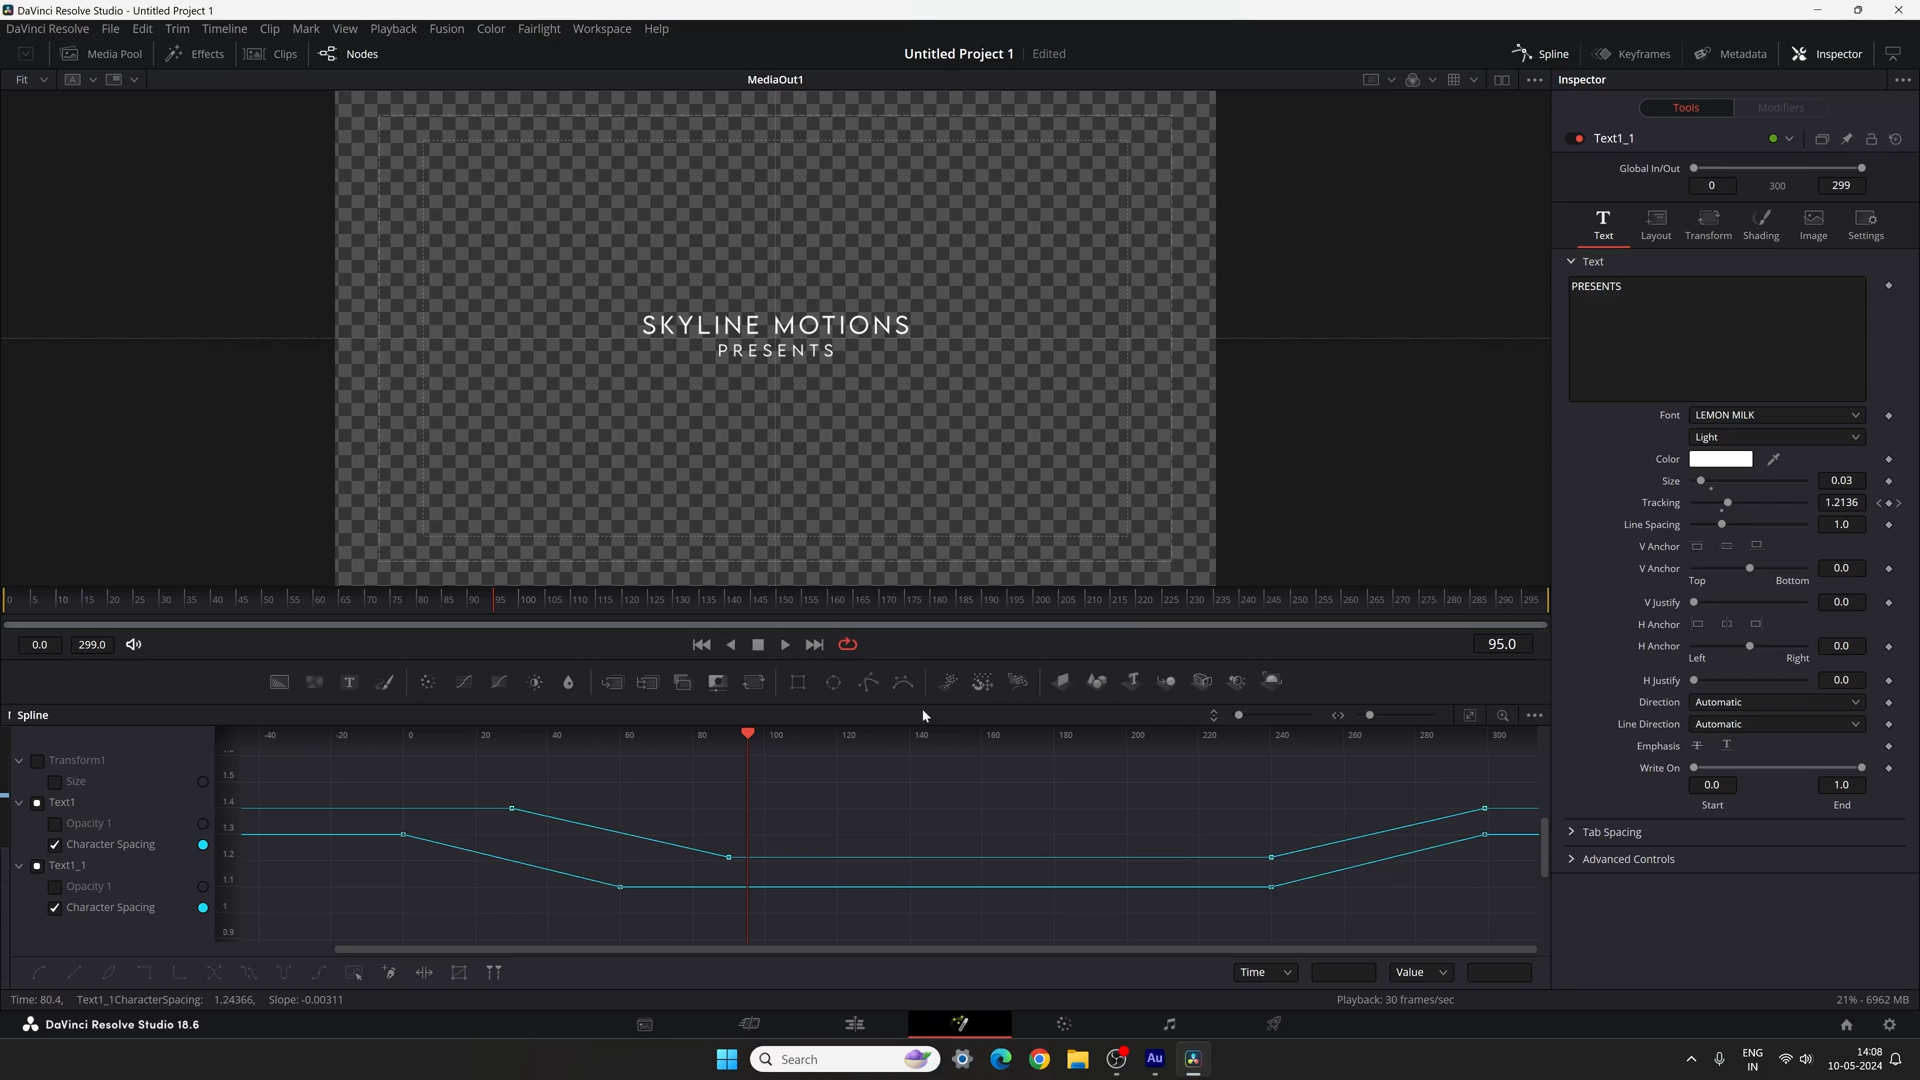 DaVinci Resolve Studio - Untitled Project 1
DaVinci Resolve File Edit Trim Timeline Clip Mark View Playback Fusion Color Fairlight Workspace Help
Media Pool Effects Clips Nodes Untitled Project 1 Edited Spline Keyframes Metadata Inspector
Fit A MediaOut1 Inspector
Tools Modifiers
Text1_1
Global In/Out
0 300 299
T
Text Layout Transform Shading Image Settings
Text
PRESENTS
SKYLINE MOTIONS
PRESENTS
Font LEMON MILK
Light
Color
Size 0.03
Tracking 1.2136
Line Spacing 1.0
V Anchor
V Anchor 0.0
Top Bottom
V Justify 0.0
H Anchor
H Anchor 0.0
Left Right
H Justify 0.0
Direction Automatic
Line Direction Automatic
Emphasis T T
Write On
0.0 1.0
Start End
Tab Spacing
Advanced Controls
0 5 10 15 20 25 30 35 40 45 50 55 60 65 70 75 80 85 90 95 100 105 110 115 120 125 130 135 140 145 150 155 160 165 170 175 180 185 190 195 200 205 210 215 220 225 230 235 240 245 250 255 260 265 270 275 280 285 290 295
0.0 299.0 95.0
T
Spline
-40 -20 0 20 40 60 80 100 120 140 160 180 200 220 240 260 280 300
Transform1
Size
Text1
Opacity 1
Character Spacing
Text1_1
Opacity 1
Character Spacing
1.5
1.4
1.3
1.2
1.1
1
0.9
Time Value
Time: 80.4, Text1_1CharacterSpacing: 1.24366, Slope: -0.00311 Playback: 30 frames/sec 21% - 6962 MB
DaVinci Resolve Studio 18.6
Search Au ENG
IN
14:08
10-05-2024